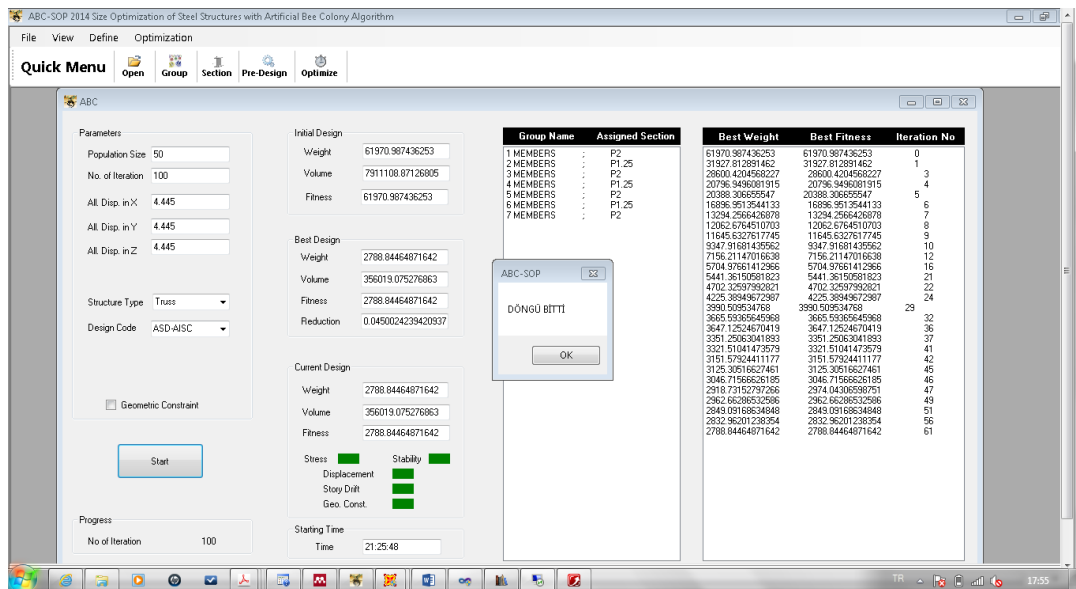 ABC-SOP 2014 Size Optimization of Steel Structures with Artificial Bee Colony Algorithm
File View Define Optimization
Quick Menu Open Group Section Pre-Design Optimize
ABC
Parameters
Population Size 50
No. of Iteration 100
All. Disp. in X 4.445
All. Disp. in Y 4.445
All. Disp. in Z 4.445
Structure Type Truss
Design Code ASD-AISC
Geometric Constraint
Start
Progress
No of Iteration 100
Initial Design
Weight 61970.987436253
Volume 7911108.87126805
Fitness 61970.987436253
Best Design
Weight 2788.84464871642
Volume 356019.075276863
Fitness 2788.84464871642
Reduction 0.0450024239420937
Current Design
Weight 2788.84464871642
Volume 356019.075276863
Fitness 2788.84464871642
Stress Stability
Displacement
Story Drift
Geo. Const.
Starting Time
Time 21:25:48
Group Name Assigned Section
1 MEMBERS ; P2
2 MEMBERS ; P1.25
3 MEMBERS ; P2
4 MEMBERS ; P1.25
5 MEMBERS ; P2
6 MEMBERS ; P1.25
7 MEMBERS ; P2
ABC-SOP
DÖNGÜ BİTTİ
OK
Best Weight Best Fitness Iteration No
61970.987436253 61970.987436253 0
31927.812891462 31927.812891462 1
28600.4204568227 28600.4204568227 3
20796.9496081915 20796.9496081915 4
20388.306655547 20388.306655547 5
16896.9513544133 16896.9513544133 6
13294.2566426878 13294.2566426878 7
12062.6764510703 12062.6764510703 8
11645.6327617745 11645.6327617745 9
9347.91681435562 9347.91681435562 10
7156.21147016638 7156.21147016638 12
5704.97661412966 5704.97661412966 16
5441.36150581823 5441.36150581823 21
4702.32597992821 4702.32597992821 22
4225.38949672987 4225.38949672987 24
3990.509534768 3990.509534768 29
3665.59365645968 3665.59365645968 32
3647.12524670419 3647.12524670419 36
3351.25063041893 3351.25063041893 37
3321.51041473579 3321.51041473579 41
3151.57924411177 3151.57924411177 42
3125.30516627461 3125.30516627461 45
3046.71566626185 3046.71566626185 46
2918.73152797266 2974.04306598751 47
2962.66286532586 2962.66286532586 49
2849.09168634848 2849.09168634848 51
2832.96201238354 2832.96201238354 56
2788.84464871642 2788.84464871642 61
TR 17:55